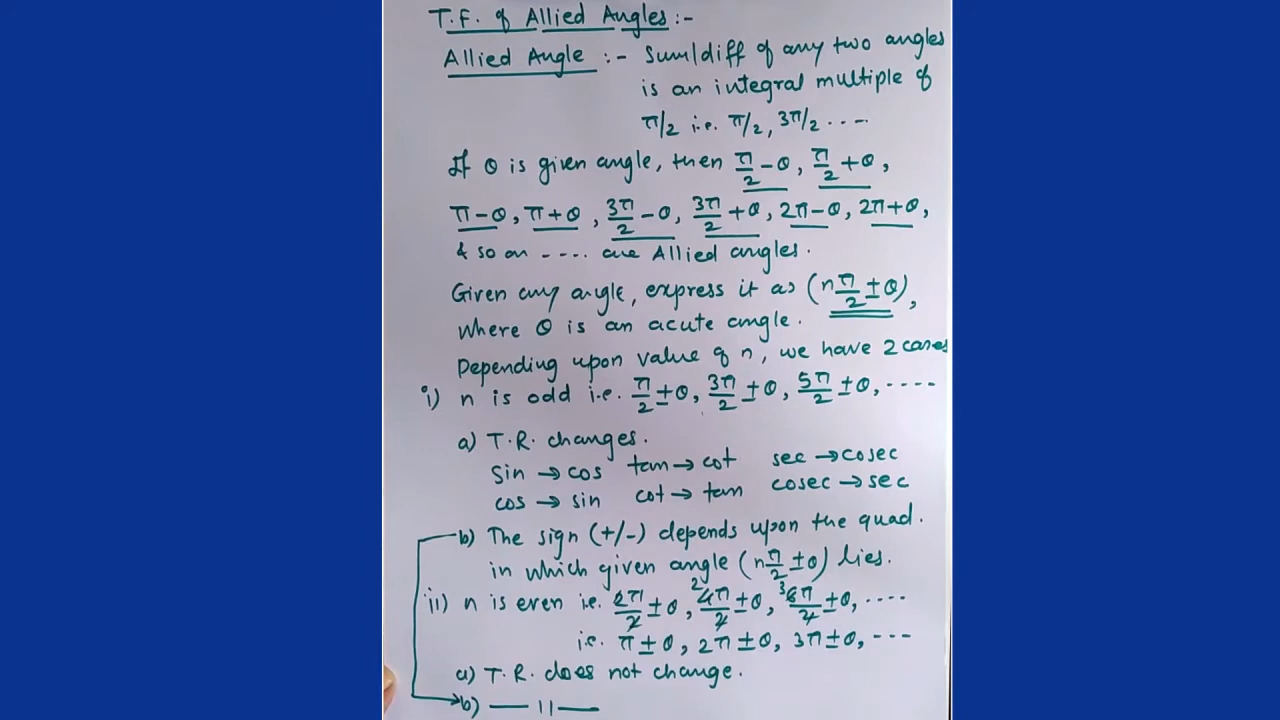 T.F. of Allied Angles :-
Allied Angle :- Sum/diff of any two angles
is an integral multiple of
π/2 i.e. π/2, 3π/2 ....
If θ is given angle, then π/2 - θ, π/2 + θ,
π-θ, π+θ, 3π/2 - θ, 3π/2 + θ, 2π-θ, 2π+θ,
& so on ---- are Allied angles.
Given any angle, express it as (nπ/2 ± θ),
where θ is an acute angle.
Depending upon value of n, we have 2 cases
i) n is odd i.e. π/2 ± θ, 3π/2 ± θ, 5π/2 ± θ, ----
a) T.R. changes.
sin → cos tan → cot sec → cosec
cos → sin cot → tan cosec → sec
b) The sign (+/-) depends upon the quad.
in which given angle (nπ/2 ± θ) lies.
ii) n is even i.e. 2π/2 ± θ, 2 4π/2 ± θ, 3 6π/2 ± θ, ....
i.e. π ± θ, 2π ± θ, 3π ± θ, ---
a) T.R. does not change.
b) — 11 —